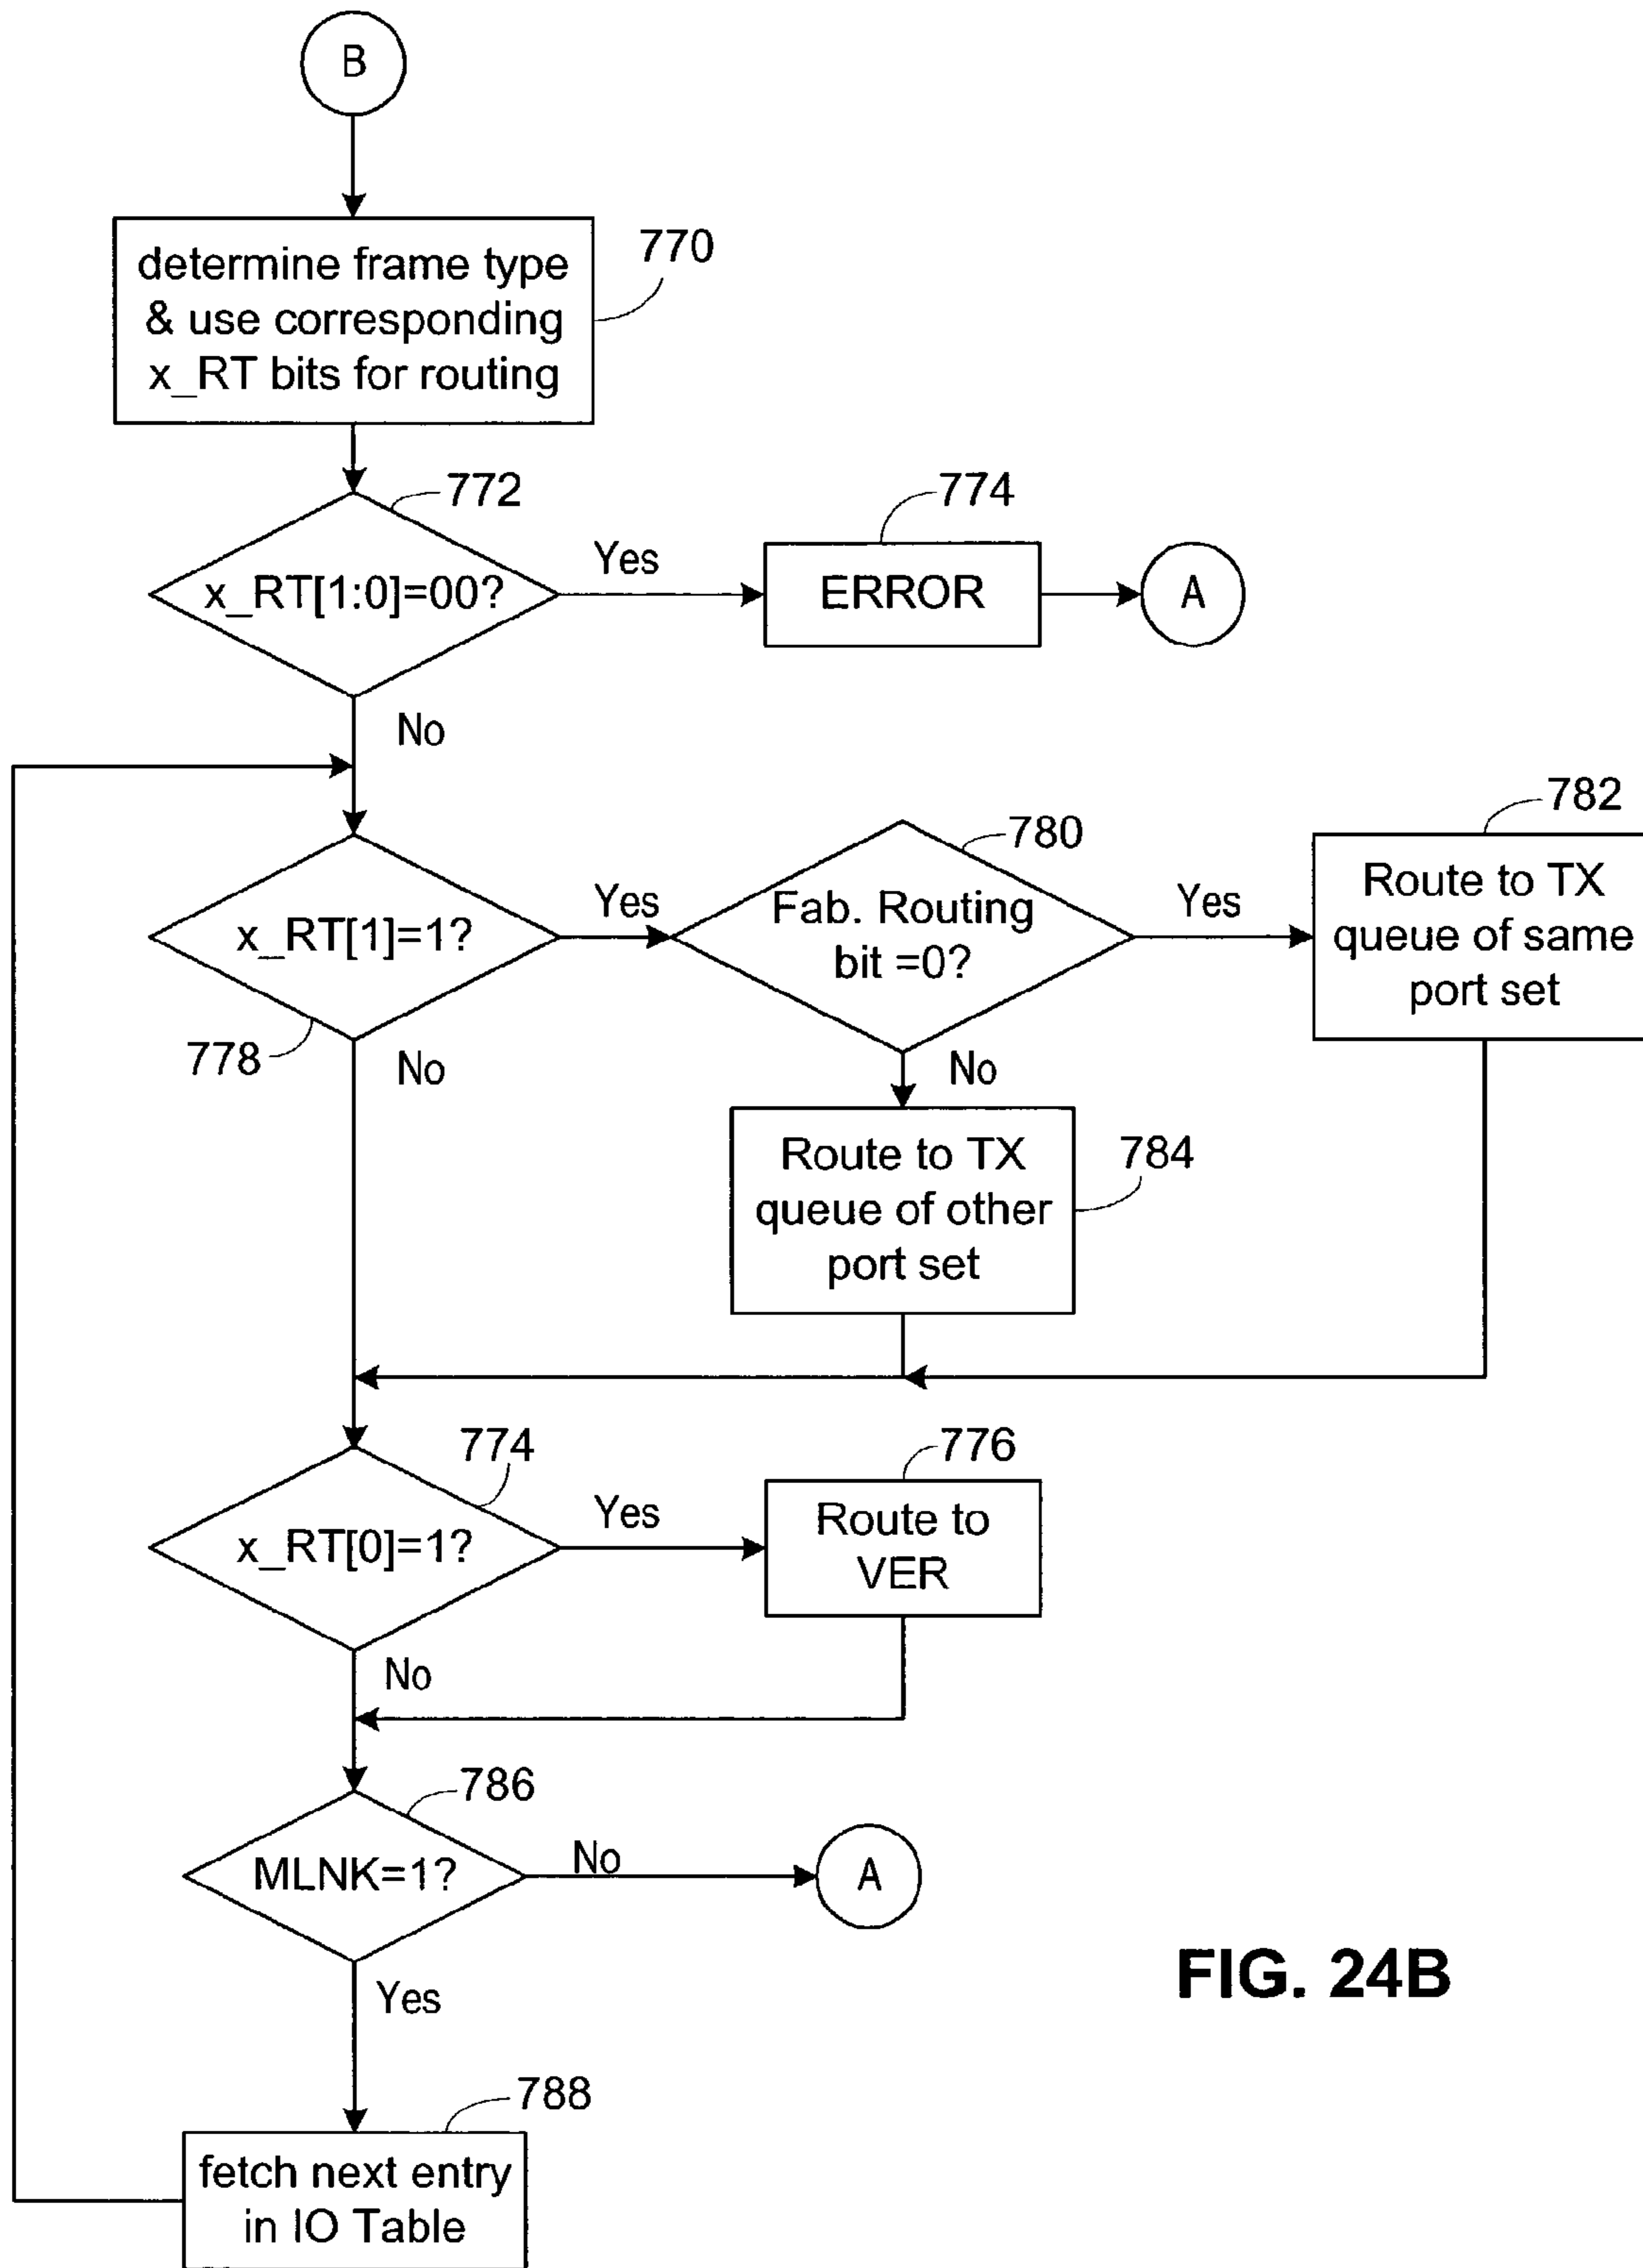 B
determine frame type
& use corresponding
x_RT bits for routing
770
772
x_RT[1:0]=00?
Yes
774
ERROR
A
No
x_RT[1]=1?
778
Yes
780
Fab. Routing
bit =0?
Yes
782
Route to TX
queue of same
port set
No
No
Route to TX
queue of other
port set
784
774
x_RT[0]=1?
Yes
776
Route to
VER
No
786
MLNK=1?
No
A
Yes
788
fetch next entry
in IO Table
FIG. 24B